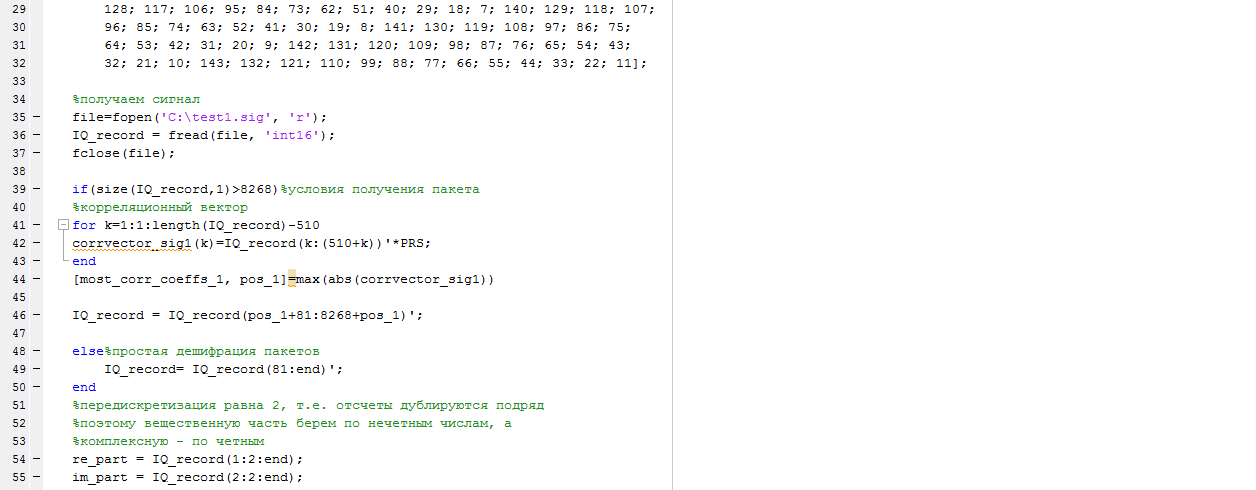 29 — 128; 117; 106; 95; 84; 73; 62; 51; 40; 29; 18; 7; 140; 129; 118; 107;
30 96; 85; 74; 63; 52; 41; 30; 19; 8; 141; 130; 119; 108; 97; 86; 75;
31 64; 53; 42; 31; 20; 9; 142; 131; 120; 109; 98; 87; 76; 65; 54; 43;
32 32; 21; 10; 143; 132; 121; 110; 99; 88; 77; 66; 55; 44; 33; 22; 11];
33
34 %получаем сигнал
35 — file=fopen('C:\test1.sig', 'r');
36 — IQ_record = fread(file, 'int16');
37 — fclose(file);
38
39 — if(size(IQ_record,1)>8268)%условия получения пакета
40 %корреляционный вектор
41 — for k=1:1:length(IQ_record)-510
42 — corrvector_sig1(k)=IQ_record(k:(510+k))'*PRS;
43 — end
44 — [most_corr_coeffs_1, pos_1]=max(abs(corrvector_sig1))
45
46 — IQ_record = IQ_record(pos_1+81:8268+pos_1)';
47
48 — else%простая дешифрация пакетов
49 — IQ_record= IQ_record(81:end)';
50 — end
51 %передискретизация равна 2, т.е. отсчеты дублируются подряд
52 %поэтому вещественную часть берем по нечетным числам, а
53 %комплексную - по четным
54 — re_part = IQ_record(1:2:end);
55 — im_part = IQ_record(2:2:end);